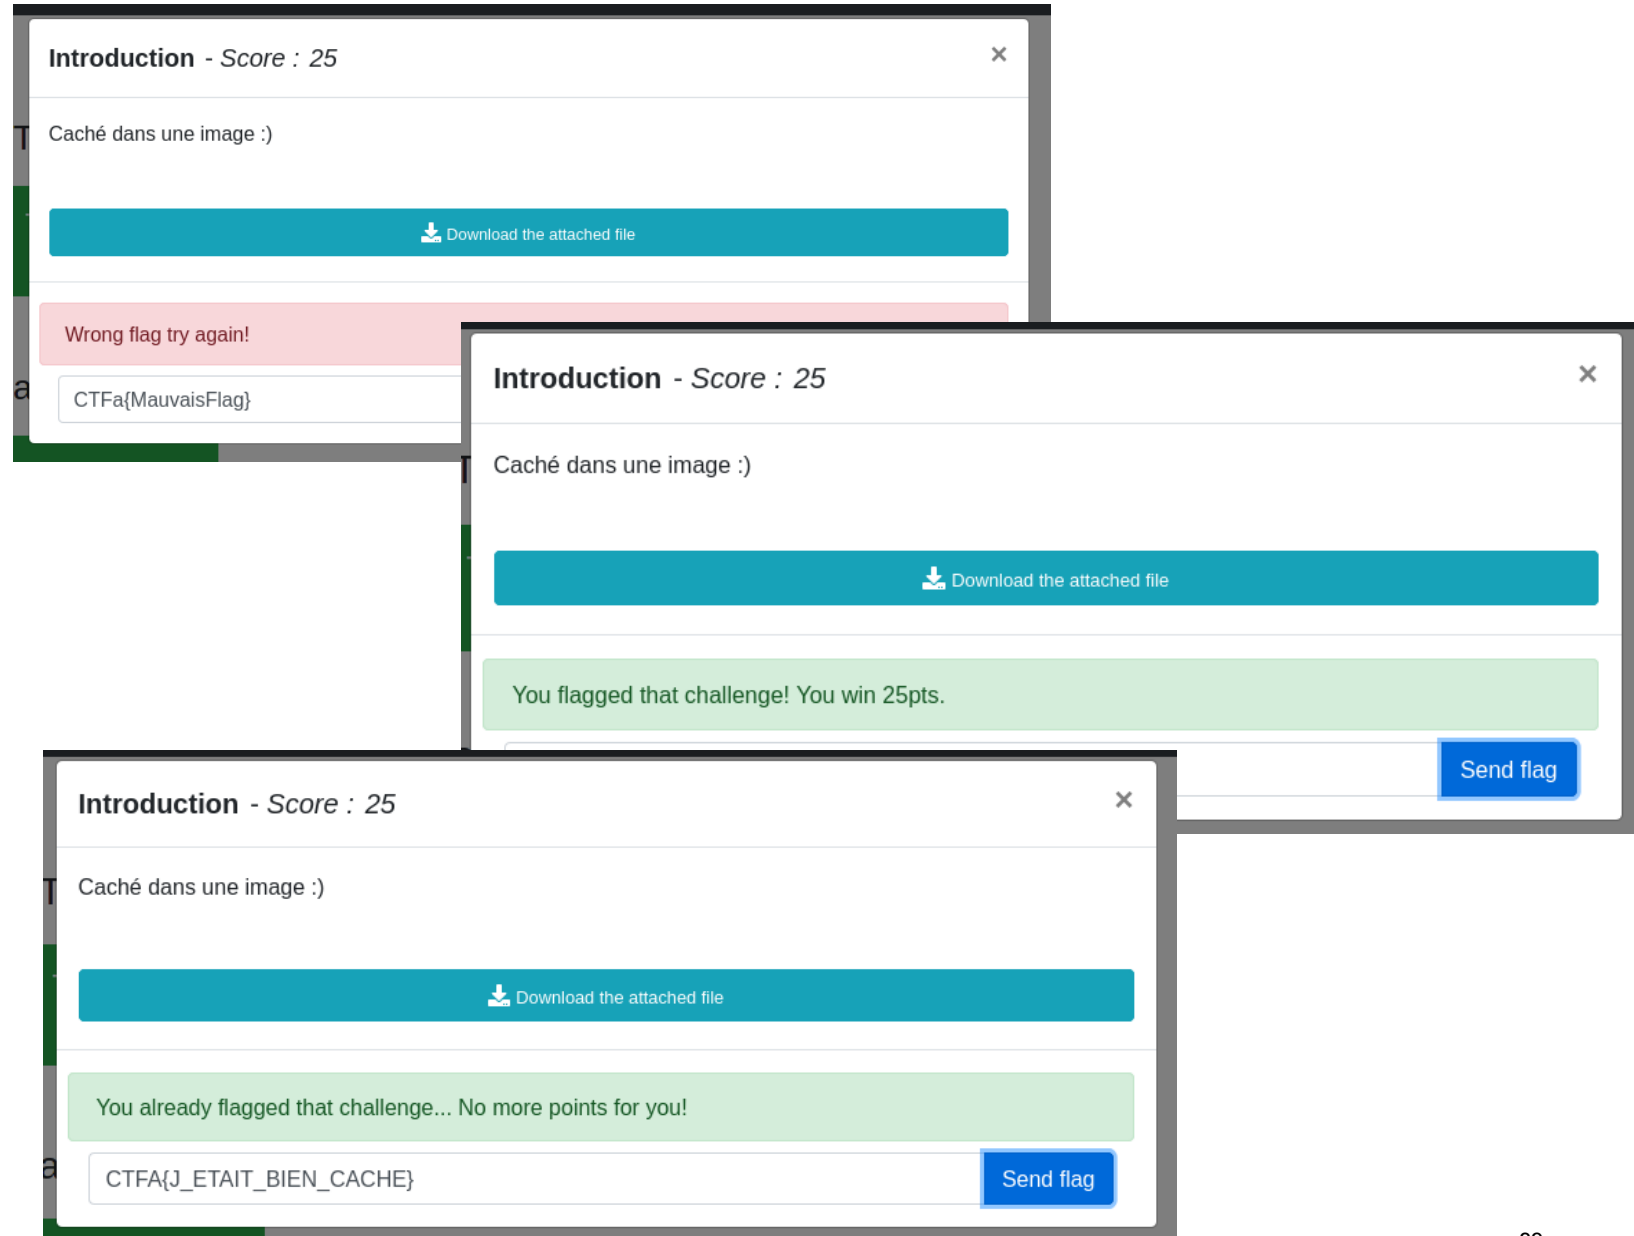 Introduction - Score : 25 ×
Caché dans une image :)
Download the attached file
Wrong flag try again!
CTFa{MauvaisFlag}
Introduction - Score : 25 ×
Caché dans une image :)
Download the attached file
You flagged that challenge! You win 25pts.
Send flag
Introduction - Score : 25 ×
Caché dans une image :)
Download the attached file
You already flagged that challenge... No more points for you!
CTFA{J_ETAIT_BIEN_CACHE}
Send flag